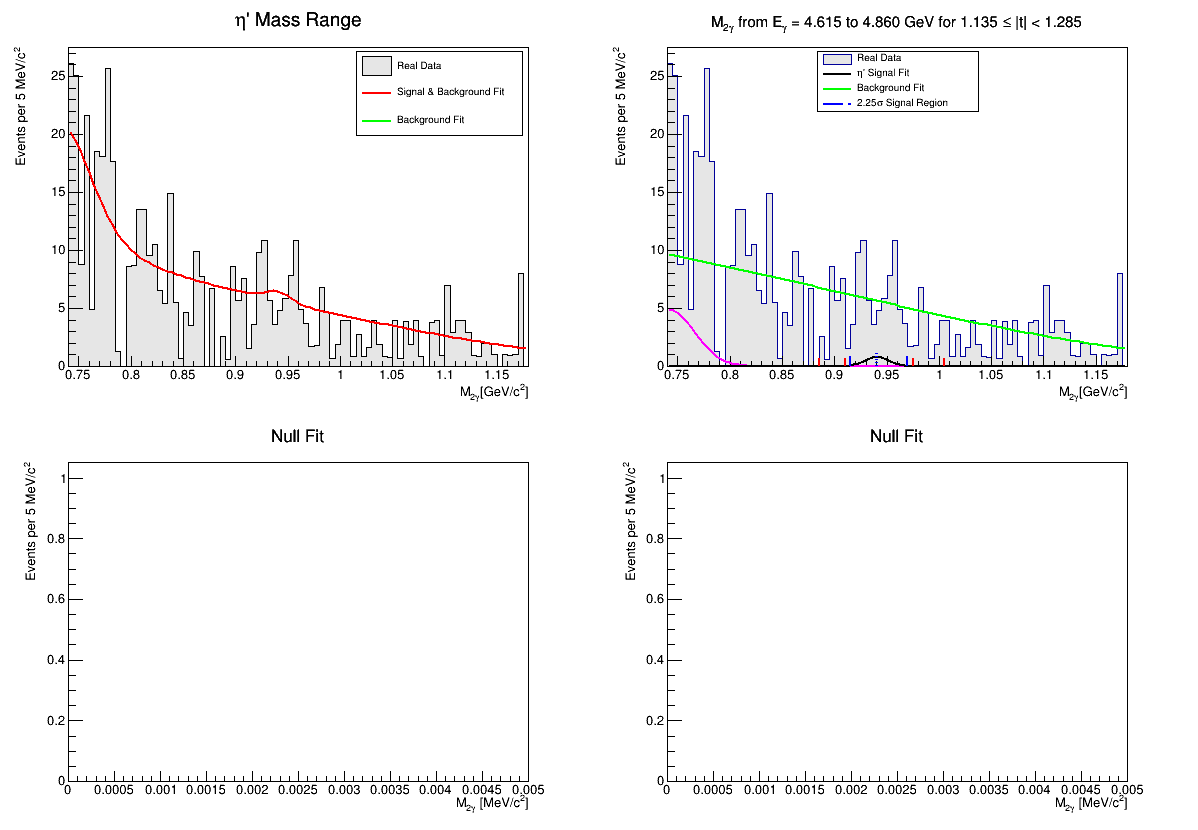 η' Mass Range
Events per 5 MeV/c²
25
20
15
10
5
0
Real Data
Signal & Background Fit
Background Fit
0.75 0.8 0.85 0.9 0.95 1 1.05 1.1 1.15
M2γ[GeV/c²]
M2γ from Eγ = 4.615 to 4.860 GeV for 1.135 ≤ |t| < 1.285
Events per 5 MeV/c²
25
20
15
10
5
0
Real Data
η' Signal Fit
Background Fit
2.25σ Signal Region
0.75 0.8 0.85 0.9 0.95 1 1.05 1.1 1.15
M2γ[GeV/c²]
Null Fit
Events per 5 MeV/c²
1
0.8
0.6
0.4
0.2
0
0 0.0005 0.001 0.0015 0.002 0.0025 0.003 0.0035 0.004 0.0045 0.005
M2γ [MeV/c²]
Null Fit
Events per 5 MeV/c²
1
0.8
0.6
0.4
0.2
0
0 0.0005 0.001 0.0015 0.002 0.0025 0.003 0.0035 0.004 0.0045 0.005
M2γ [MeV/c²]